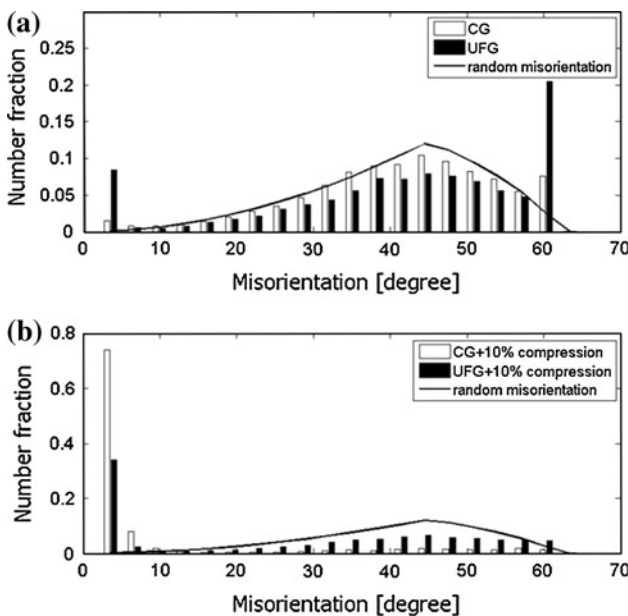 (a)
CG
UFG
random misorientation
0.25
0.2
0.15
0.1
0.05
0
Number fraction
0 10 20 30 40 50 60 70
Misorientation [degree]
(b)
CG+10% compression
UFG+10% compression
random misorientation
0.8
0.6
0.4
0.2
0
Number fraction
0 10 20 30 40 50 60 70
Misorientation [degree]